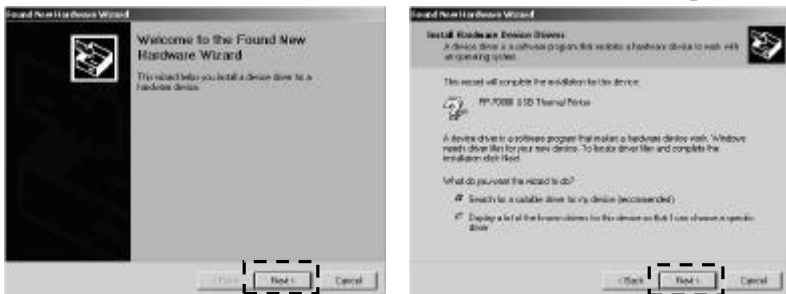 Found New Hardware Wizard
Welcome to the Found New
Hardware Wizard
This wizard helps you install a device driver for a
hardware device.
Next >
Cancel
Found New Hardware Wizard
Install Hardware Device Drivers
A device driver is a software program that enables a hardware device to work with
an operating system.
This wizard will complete the installation for this device:
USB Thermal Printer
A device driver is a software program that makes a hardware device work. Windows
needs driver files for your new device. To locate driver files and complete the
installation click Next.
What do you want the wizard to do?
Search for a suitable driver for my device (recommended)
Display a list of the known drivers for this device so that I can choose a specific
driver
< Back
Next >
Cancel